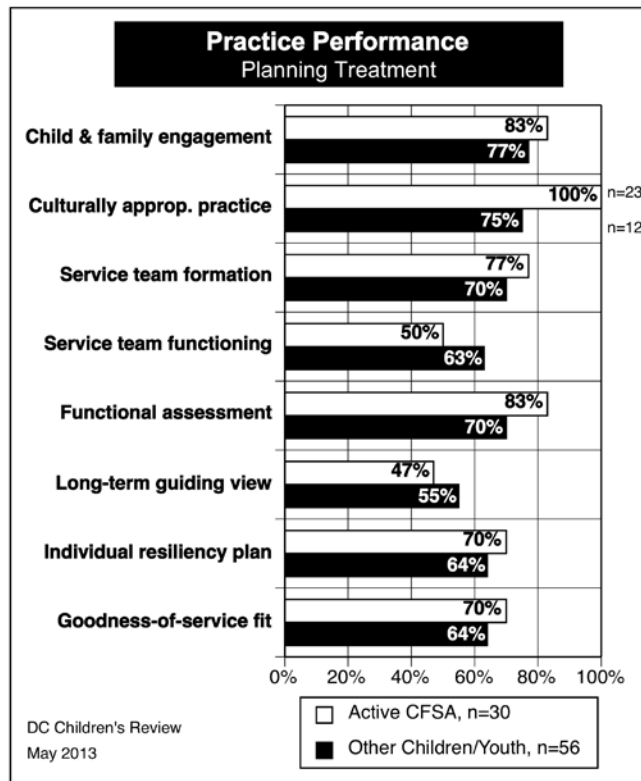 Practice Performance
Planning Treatment
Child & family engagement
83%
77%
Culturally approp. practice
100%
n=23
75%
n=12
Service team formation
77%
70%
Service team functioning
50%
63%
Functional assessment
83%
70%
Long-term guiding view
47%
55%
Individual resiliency plan
70%
64%
Goodness-of-service fit
70%
64%
0% 20% 40% 60% 80% 100%
DC Children's Review
May 2013
Active CFSA, n=30
Other Children/Youth, n=56